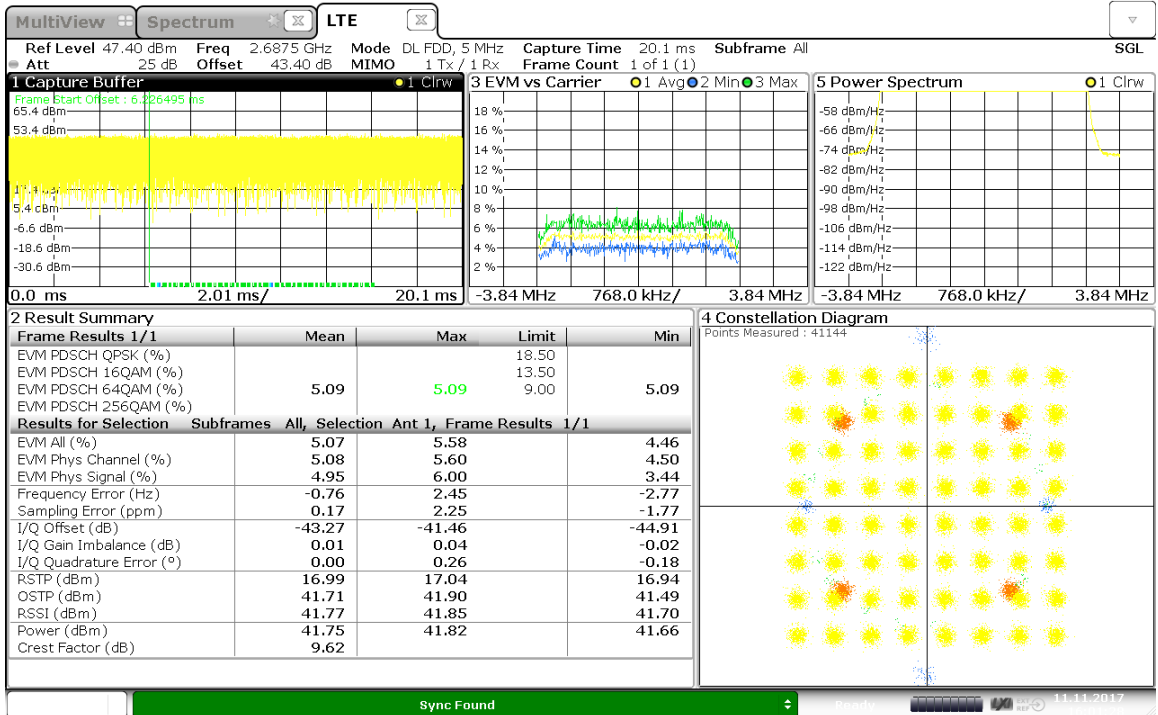 MultiView Spectrum LTE
Ref Level 47.40 dBm Freq 2.6875 GHz Mode DL FDD, 5 MHz Capture Time 20.1 ms Subframe All SGL
Att 25 dB Offset 43.40 dB MIMO 1 Tx / 1 Rx Frame Count 1 of 1 (1)
1 Capture Buffer 1 Clrw
Frame Start Offset : 6.226495 ms
65.4 dBm
53.4 dBm
5.4 dBm
-6.6 dBm
-18.6 dBm
-30.6 dBm
0.0 ms 2.01 ms/ 20.1 ms
3 EVM vs Carrier 1 Avg 2 Min 3 Max
18 %
16 %
14 %
12 %
10 %
8 %
6 %
4 %
2 %
-3.84 MHz 768.0 kHz/ 3.84 MHz
5 Power Spectrum 1 Clrw
-58 dBm/Hz
-66 dBm/Hz
-74 dBm/Hz
-82 dBm/Hz
-90 dBm/Hz
-98 dBm/Hz
-106 dBm/Hz
-114 dBm/Hz
-122 dBm/Hz
-3.84 MHz 768.0 kHz/ 3.84 MHz
2 Result Summary
Frame Results 1/1 Mean Max Limit Min
EVM PDSCH QPSK (%) 18.50
EVM PDSCH 16QAM (%) 13.50
EVM PDSCH 64QAM (%) 5.09 5.09 9.00 5.09
EVM PDSCH 256QAM (%)
Results for Selection Subframes All, Selection Ant 1, Frame Results 1/1
EVM All (%) 5.07 5.58 4.46
EVM Phys Channel (%) 5.08 5.60 4.50
EVM Phys Signal (%) 4.95 6.00 3.44
Frequency Error (Hz) -0.76 2.45 -2.77
Sampling Error (ppm) 0.17 2.25 -1.77
I/Q Offset (dB) -43.27 -41.46 -44.91
I/Q Gain Imbalance (dB) 0.01 0.04 -0.02
I/Q Quadrature Error (°) 0.00 0.26 -0.18
RSTP (dBm) 16.99 17.04 16.94
OSTP (dBm) 41.71 41.90 41.49
RSSI (dBm) 41.77 41.85 41.70
Power (dBm) 41.75 41.82 41.66
Crest Factor (dB) 9.62
4 Constellation Diagram
Points Measured : 41144
Sync Found Ready LXI EXT REF 11.11.2017